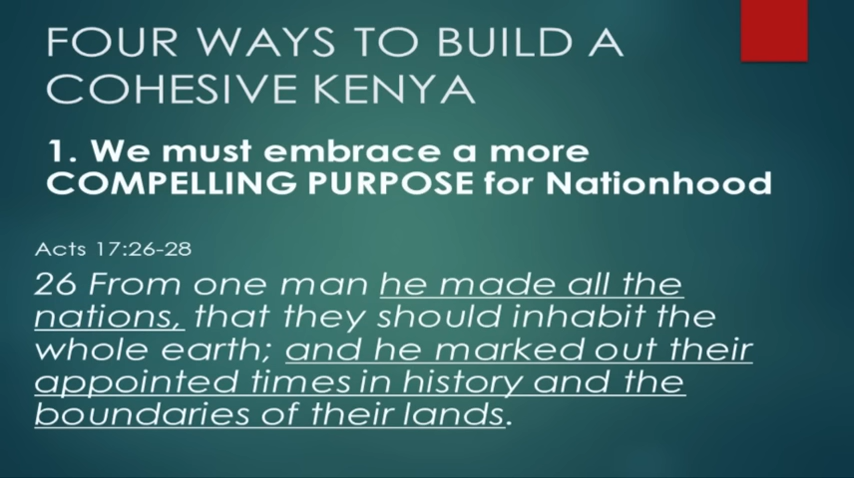 FOUR WAYS TO BUILD A
COHESIVE KENYA
1. We must embrace a more
COMPELLING PURPOSE for Nationhood
Acts 17:26-28
26 From one man he made all the
nations, that they should inhabit the
whole earth; and he marked out their
appointed times in history and the
boundaries of their lands.